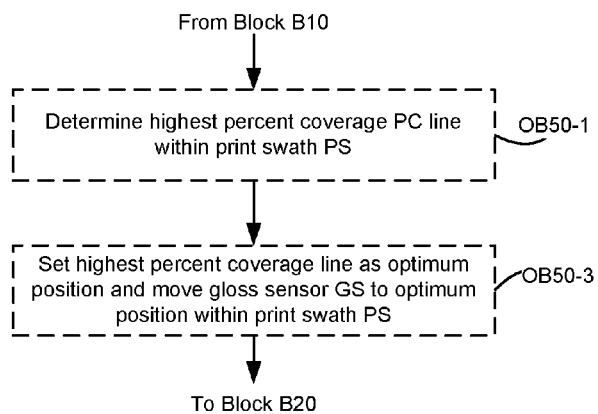 From Block B10
Determine highest percent coverage PC line
within print swath PS
OB50-1
Set highest percent coverage line as optimum
position and move gloss sensor GS to optimum
position within print swath PS
OB50-3
To Block B20